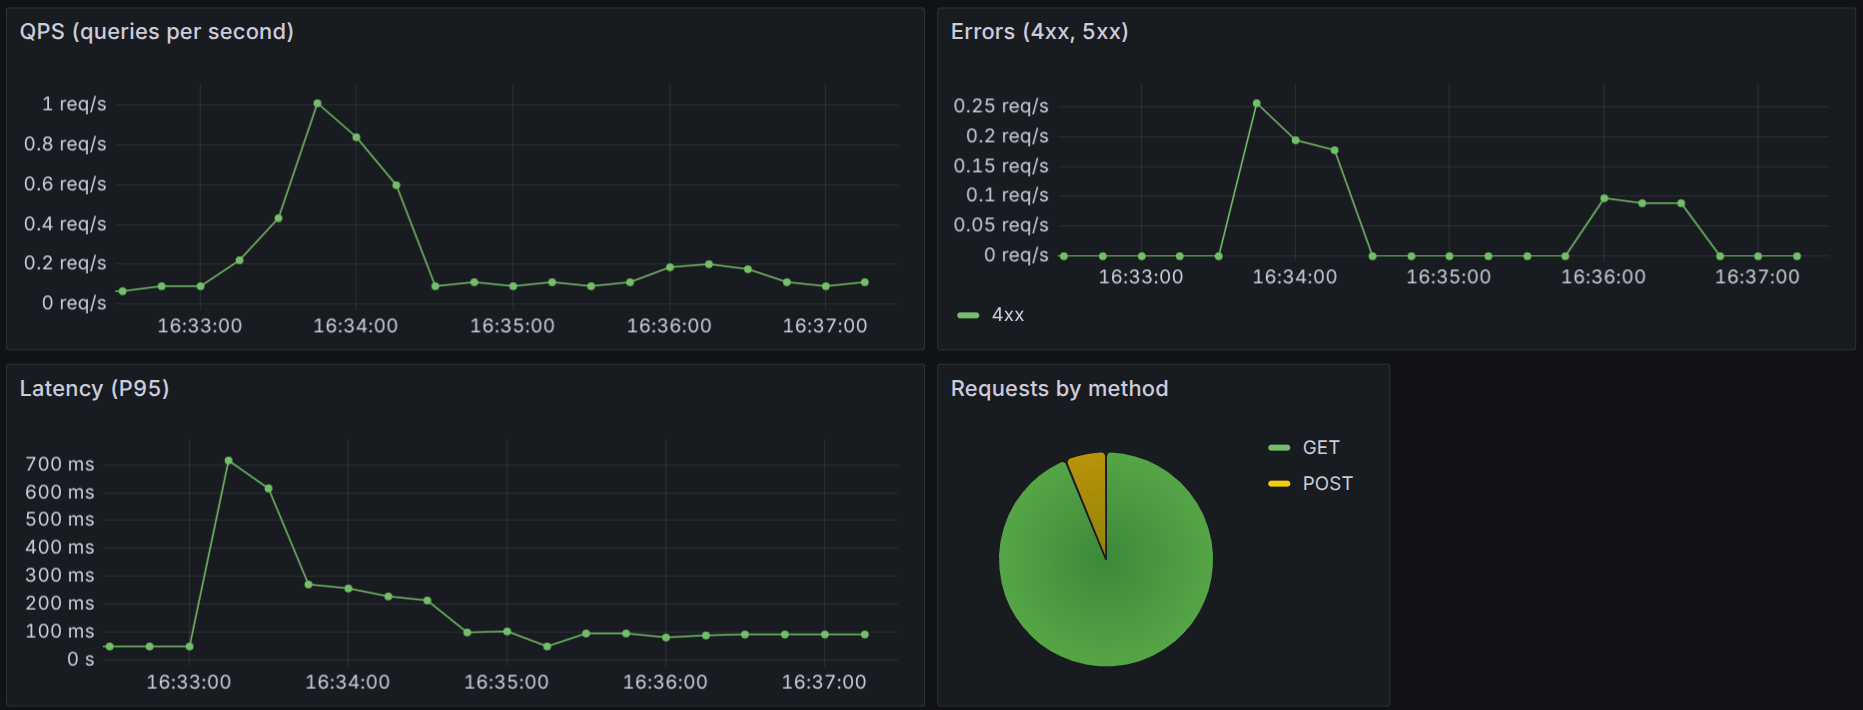 QPS (queries per second)
1 req/s
0.8 req/s
0.6 req/s
0.4 req/s
0.2 req/s
0 req/s
16:33:00 16:34:00 16:35:00 16:36:00 16:37:00
Errors (4xx, 5xx)
0.25 req/s
0.2 req/s
0.15 req/s
0.1 req/s
0.05 req/s
0 req/s
16:33:00 16:34:00 16:35:00 16:36:00 16:37:00
4xx
Latency (P95)
700 ms
600 ms
500 ms
400 ms
300 ms
200 ms
100 ms
0 s
16:33:00 16:34:00 16:35:00 16:36:00 16:37:00
Requests by method
GET
POST